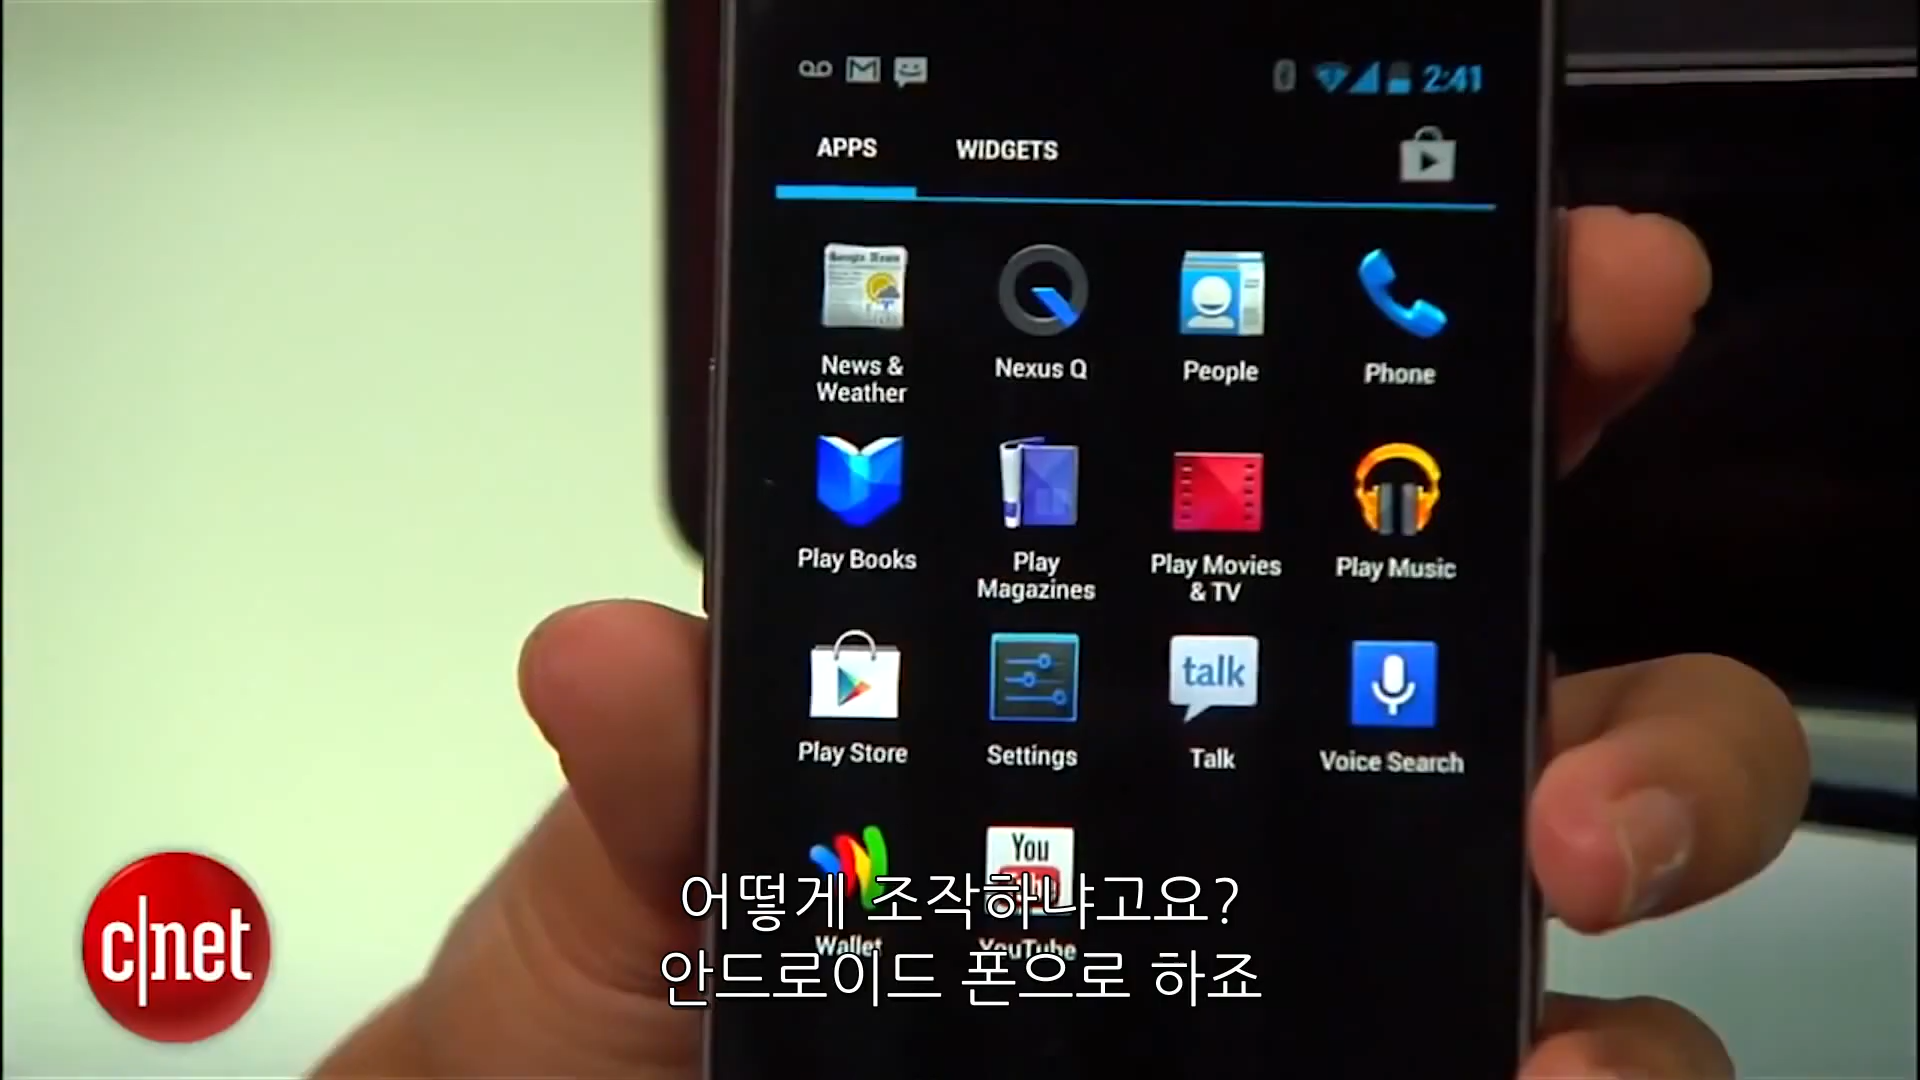 2:41
APPS
WIDGETS
News &
Weather
Nexus Q
People
Phone
Play Books
Play
Magazines
Play Movies
& TV
Play Music
Play Store
Settings
talk
Talk
Voice Search
You
Wallet
YouTube
어떻게 조작하냐고요?
안드로이드 폰으로 하죠
c|net